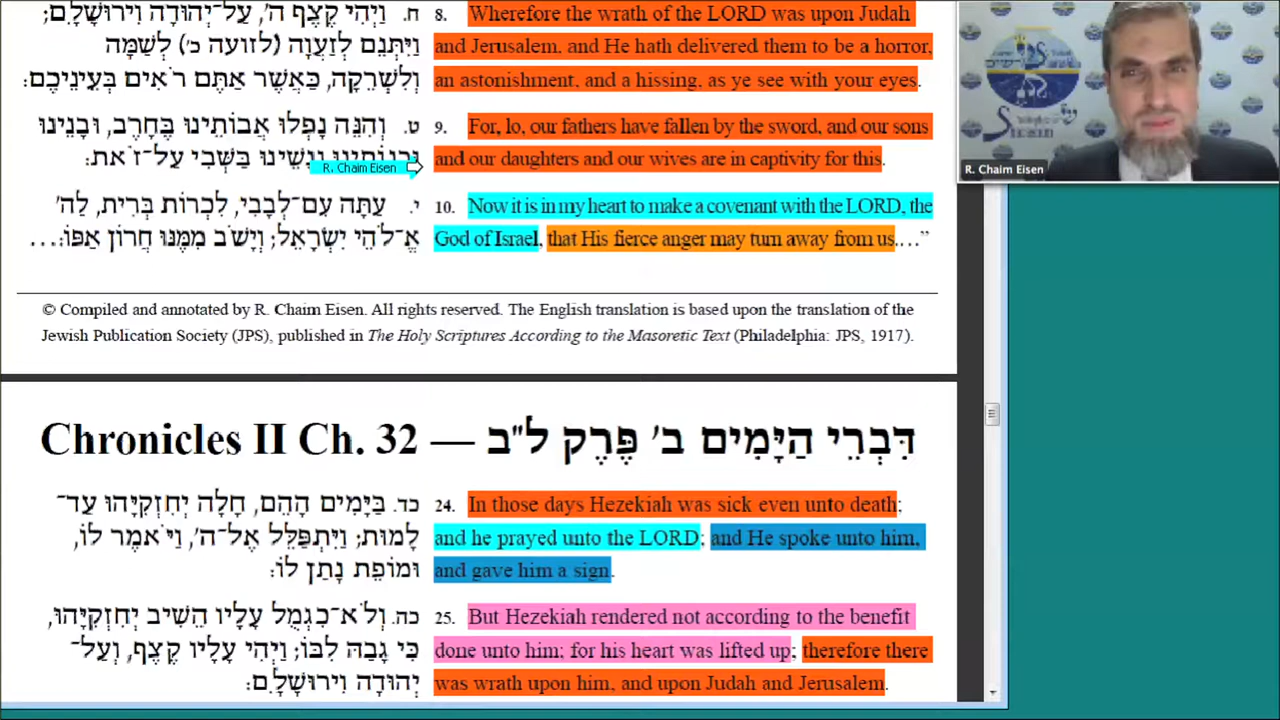 ח. וַיְהִי קֶצֶף ה׳, עַל־יְהוּדָה וִירוּשָׁלִָם;
וַיִּתְּנֵם לְזַעֲוָה (לזועה כ׳) לְשַׁמָּה
וְלִשְׁרֵקָה, כַּאֲשֶׁר אַתֶּם רֹאִים בְּעֵינֵיכֶם:
8. Wherefore the wrath of the LORD was upon Judah
and Jerusalem, and He hath delivered them to be a horror,
an astonishment, and a hissing, as ye see with your eyes.
ט. וְהִנֵּה נָפְלוּ אֲבוֹתֵינוּ בֶּחָרֶב, וּבָנֵינוּ
וּבְנוֹתֵינוּ וְנָשֵׁינוּ בַּשְּׁבִי עַל־זֹאת:
R. Chaim Eisen
9. For, lo, our fathers have fallen by the sword, and our sons
and our daughters and our wives are in captivity for this.
י. עַתָּה עִם־לְבָבִי, לִכְרוֹת בְּרִית, לַה׳
אֱ־לֹהֵי יִשְׂרָאֵל; וְיָשֹׁב מִמֶּנּוּ חֲרוֹן אַפּוֹ:...
10. Now it is in my heart to make a covenant with the LORD, the
God of Israel, that His fierce anger may turn away from us....”
© Compiled and annotated by R. Chaim Eisen. All rights reserved. The English translation is based upon the translation of the
Jewish Publication Society (JPS), published in The Holy Scriptures According to the Masoretic Text (Philadelphia: JPS, 1917).
Chronicles II Ch. 32 — דִּבְרֵי הַיָּמִים ב׳ פֶּרֶק ל"ב
כד. בַּיָּמִים הָהֵם, חָלָה יְחִזְקִיָּהוּ עַד־
לָמוּת; וַיִּתְפַּלֵּל אֶל־ה׳, וַיֹּאמֶר לוֹ,
וּמוֹפֵת נָתַן לוֹ:
24. In those days Hezekiah was sick even unto death;
and he prayed unto the LORD; and He spoke unto him,
and gave him a sign.
כה. וְלֹא־כִגְמֻל עָלָיו הֵשִׁיב יְחִזְקִיָּהוּ,
כִּי גָבַהּ לִבּוֹ; וַיְהִי עָלָיו קֶצֶף, וְעַל־
יְהוּדָה וִירוּשָׁלִָם:
25. But Hezekiah rendered not according to the benefit
done unto him; for his heart was lifted up; therefore there
was wrath upon him, and upon Judah and Jerusalem.
R. Chaim Eisen